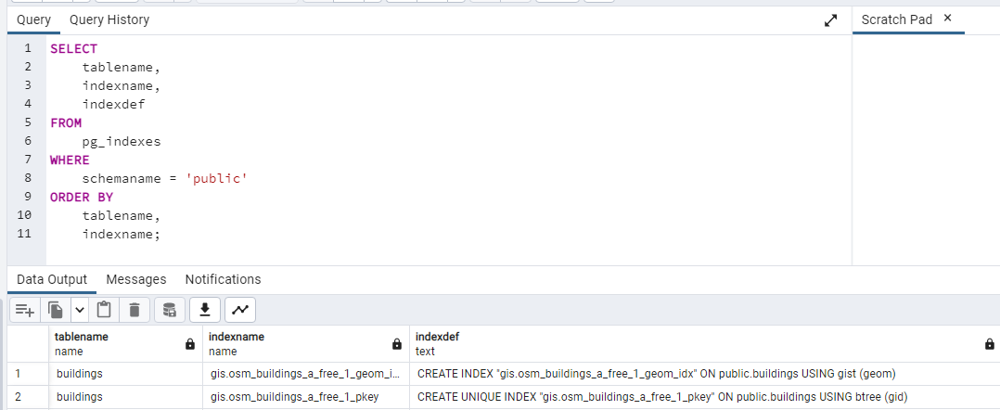 Query Query History Scratch Pad ×
1 SELECT
2 tablename,
3 indexname,
4 indexdef
5 FROM
6 pg_indexes
7 WHERE
8 schemaname = 'public'
9 ORDER BY
10 tablename,
11 indexname;
Data Output Messages Notifications
tablename indexname indexdef
name name text
1 buildings gis.osm_buildings_a_free_1_geom_i... CREATE INDEX "gis.osm_buildings_a_free_1_geom_idx" ON public.buildings USING gist (geom)
2 buildings gis.osm_buildings_a_free_1_pkey CREATE UNIQUE INDEX "gis.osm_buildings_a_free_1_pkey" ON public.buildings USING btree (gid)